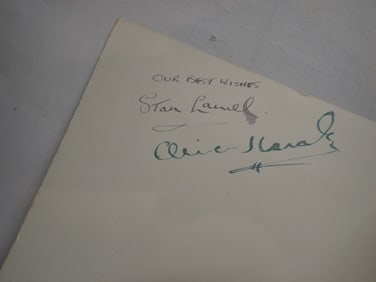 OUR BEST WISHES
Stan Laurel.
Oliver Hardy